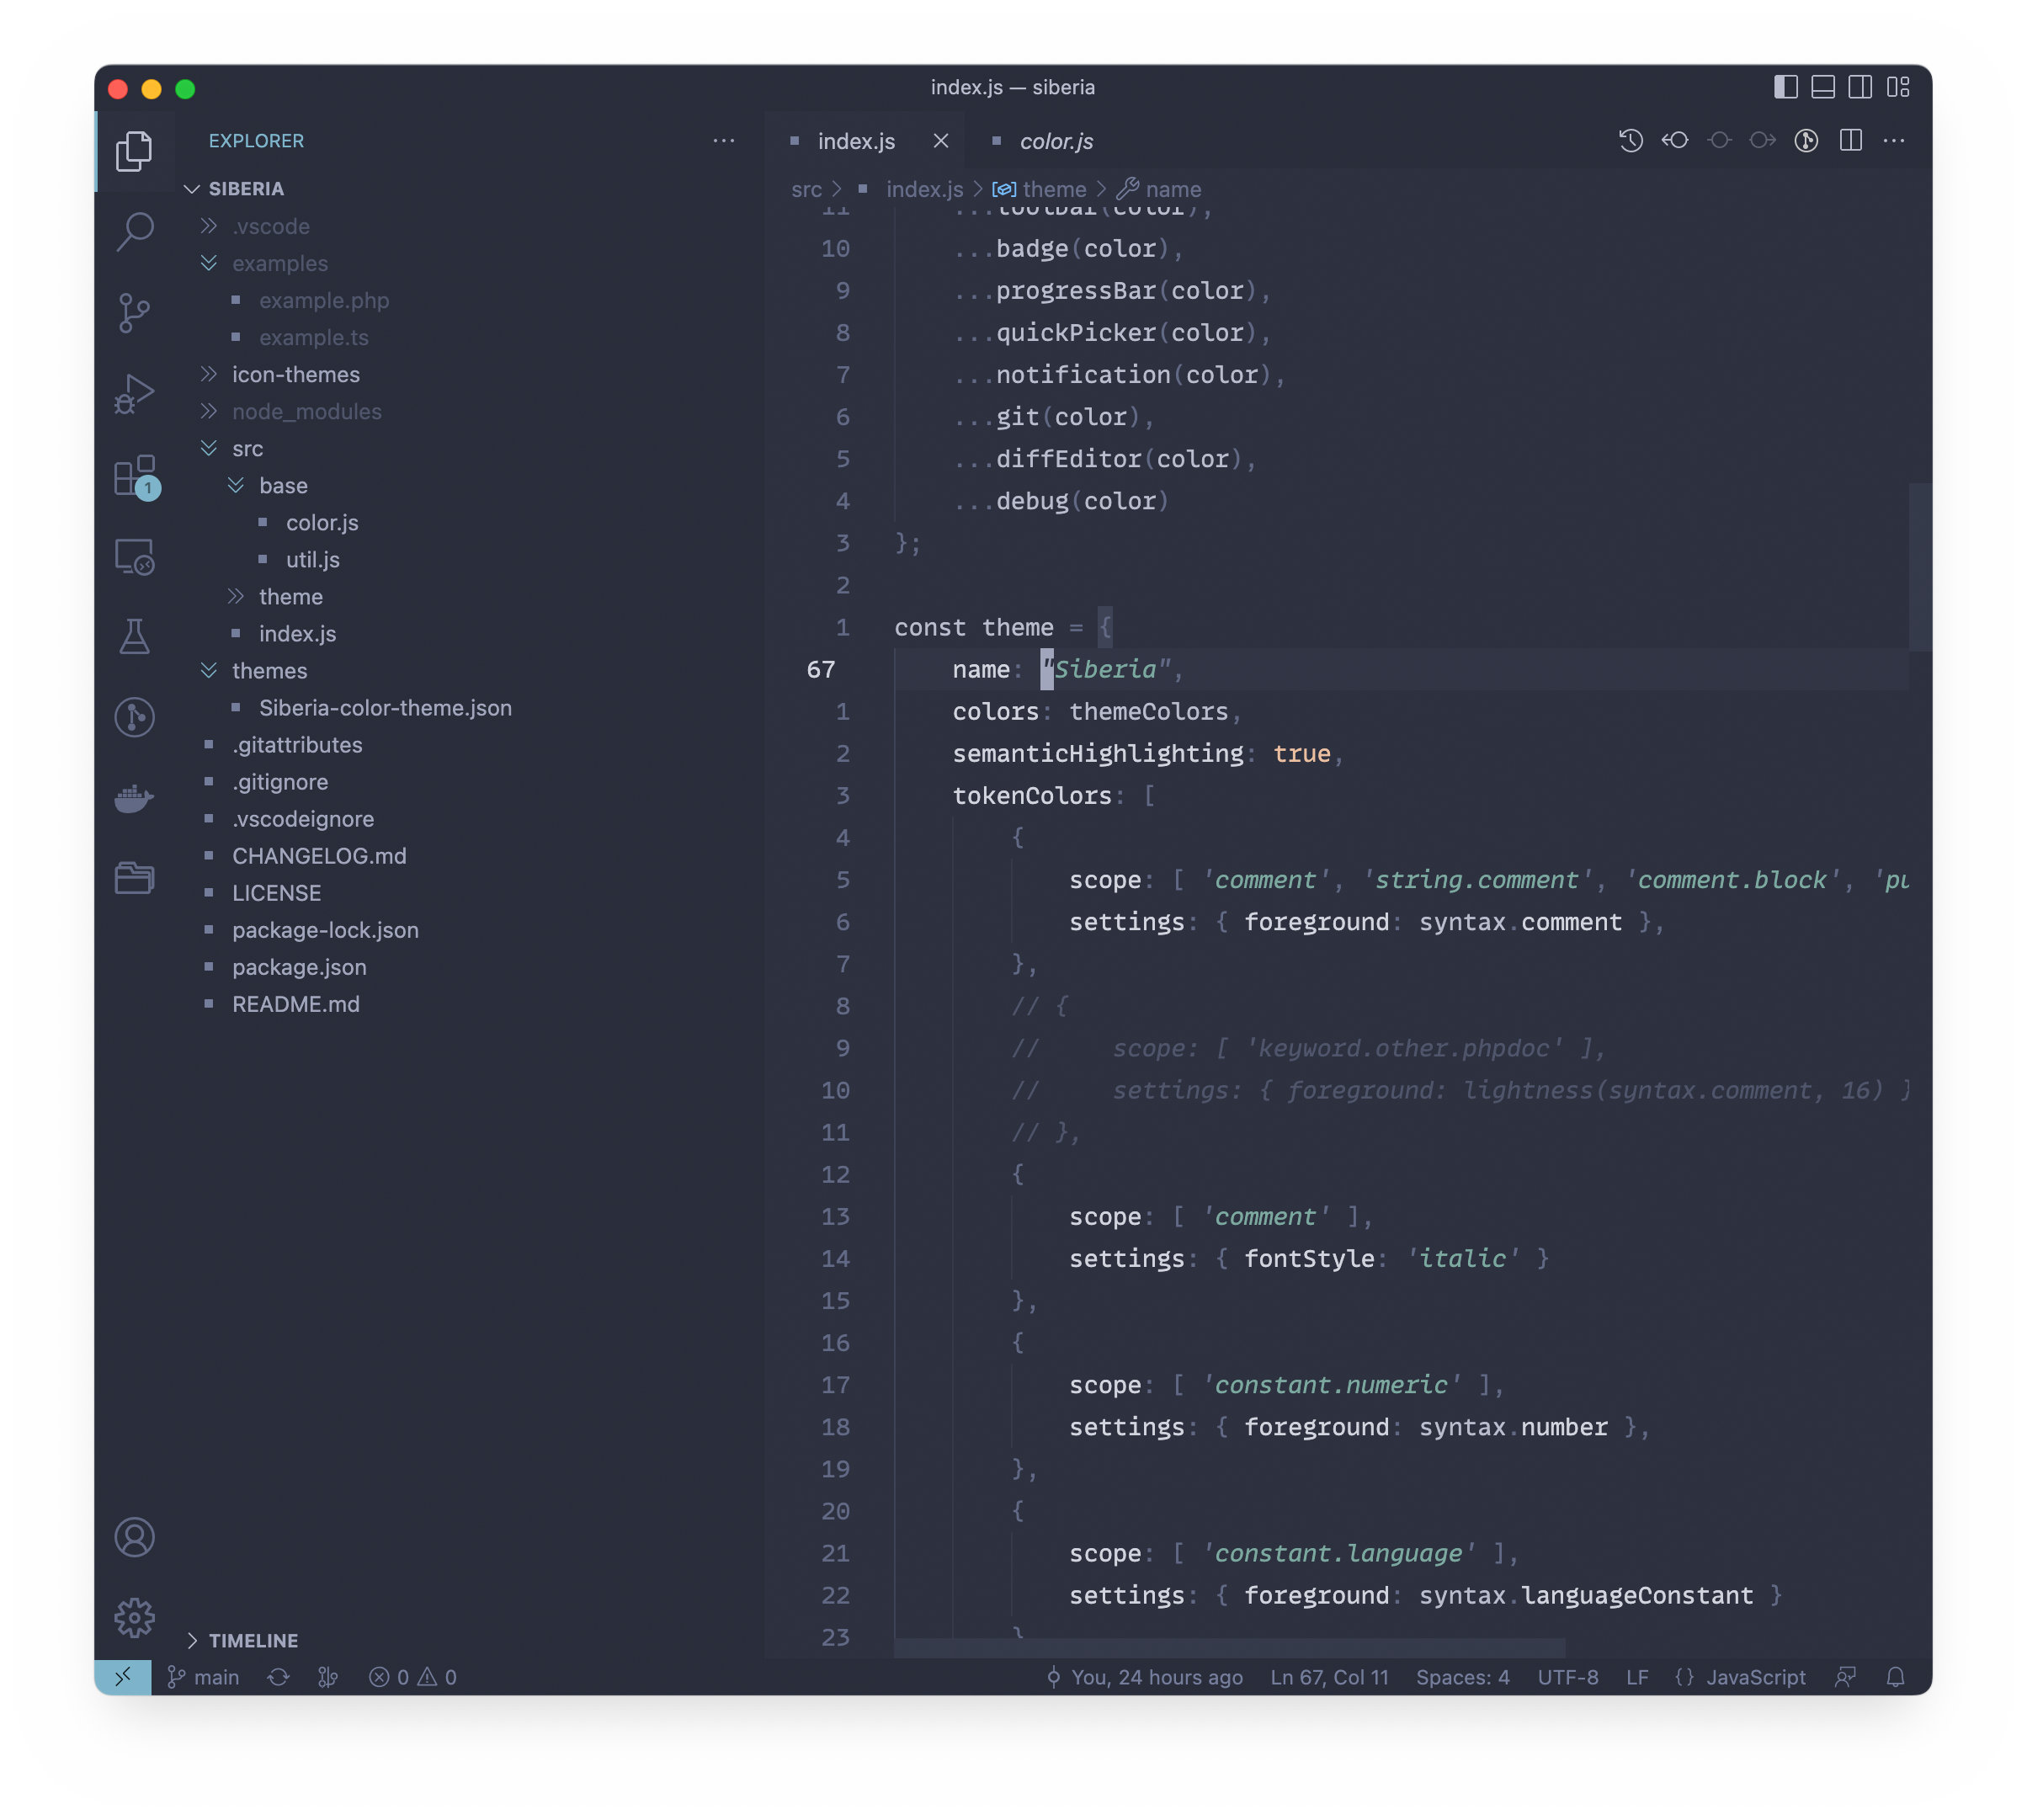 index.js — siberia
EXPLORER
SIBERIA
.vscode
examples
example.php
example.ts
icon-themes
node_modules
src
base
color.js
util.js
theme
index.js
themes
Siberia-color-theme.json
.gitattributes
.gitignore
.vscodeignore
CHANGELOG.md
LICENSE
package-lock.json
package.json
README.md
TIMELINE
1
index.js color.js
src index.js theme name
11 ...toolbar(color),
10 ...badge(color),
9 ...progressBar(color),
8 ...quickPicker(color),
7 ...notification(color),
6 ...git(color),
5 ...diffEditor(color),
4 ...debug(color)
3 };
2
1 const theme = {
67 name: "Siberia",
1 colors: themeColors,
2 semanticHighlighting: true,
3 tokenColors: [
4 {
5 scope: [ 'comment', 'string.comment', 'comment.block', 'pu
6 settings: { foreground: syntax.comment },
7 },
8 // {
9 // scope: [ 'keyword.other.phpdoc' ],
10 // settings: { foreground: lightness(syntax.comment, 16) }
11 // },
12 {
13 scope: [ 'comment' ],
14 settings: { fontStyle: 'italic' }
15 },
16 {
17 scope: [ 'constant.numeric' ],
18 settings: { foreground: syntax.number },
19 },
20 {
21 scope: [ 'constant.language' ],
22 settings: { foreground: syntax.languageConstant }
23 }
main 0 0 You, 24 hours ago Ln 67, Col 11 Spaces: 4 UTF-8 LF {} JavaScript